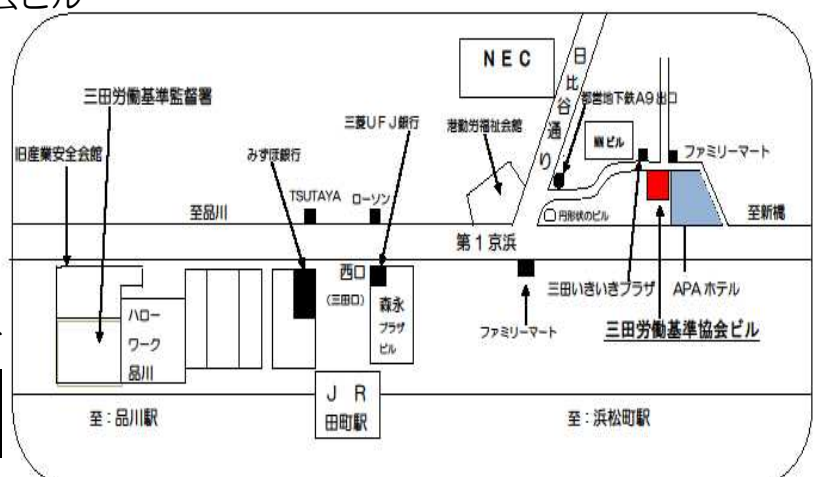 ビル
NEC
日比谷通り
都営地下鉄A9出口
三田労働基準監督署
三菱UFJ銀行
港勤労福祉会館
NNビル
ファミリーマート
旧産業安全会館
みずほ銀行
TSUTAYA
ローソン
至品川
至新橋
円形状のビル
第1京浜
西口
(三田口)
三田いきいきプラザ
APAホテル
森永
プラザ
ビル
ハロー
ワーク
品川
ファミリーマート
三田労働基準協会ビル
JR
田町駅
至:品川駅
至:浜松町駅